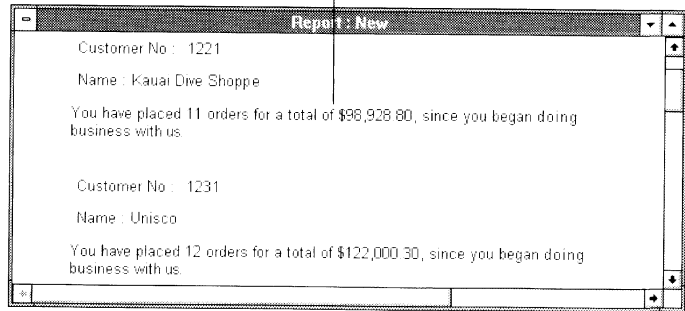 Report : New
Customer No : 1221
Name : Kauai Dive Shoppe
You have placed 11 orders for a total of $98,928.80, since you began doing
business with us.
Customer No : 1231
Name : Unisco
You have placed 12 orders for a total of $122,000.30, since you began doing
business with us.